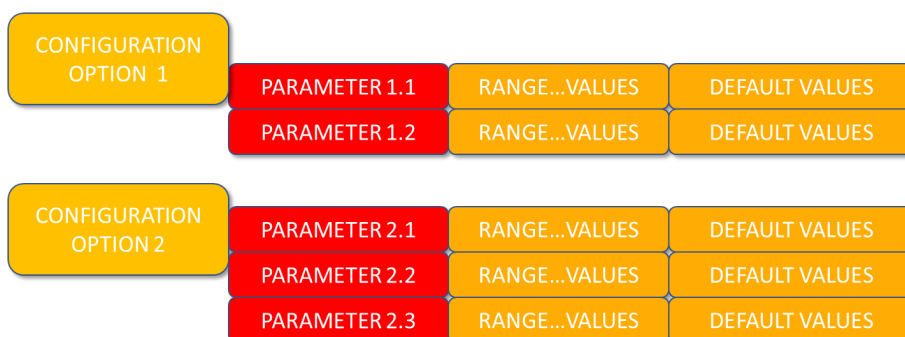 CONFIGURATION
OPTION 1
PARAMETER 1.1 RANGE...VALUES DEFAULT VALUES
PARAMETER 1.2 RANGE...VALUES DEFAULT VALUES
CONFIGURATION
OPTION 2
PARAMETER 2.1 RANGE...VALUES DEFAULT VALUES
PARAMETER 2.2 RANGE...VALUES DEFAULT VALUES
PARAMETER 2.3 RANGE...VALUES DEFAULT VALUES